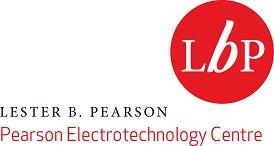 LbP
LESTER B. PEARSON
Pearson Electrotechnology Centre